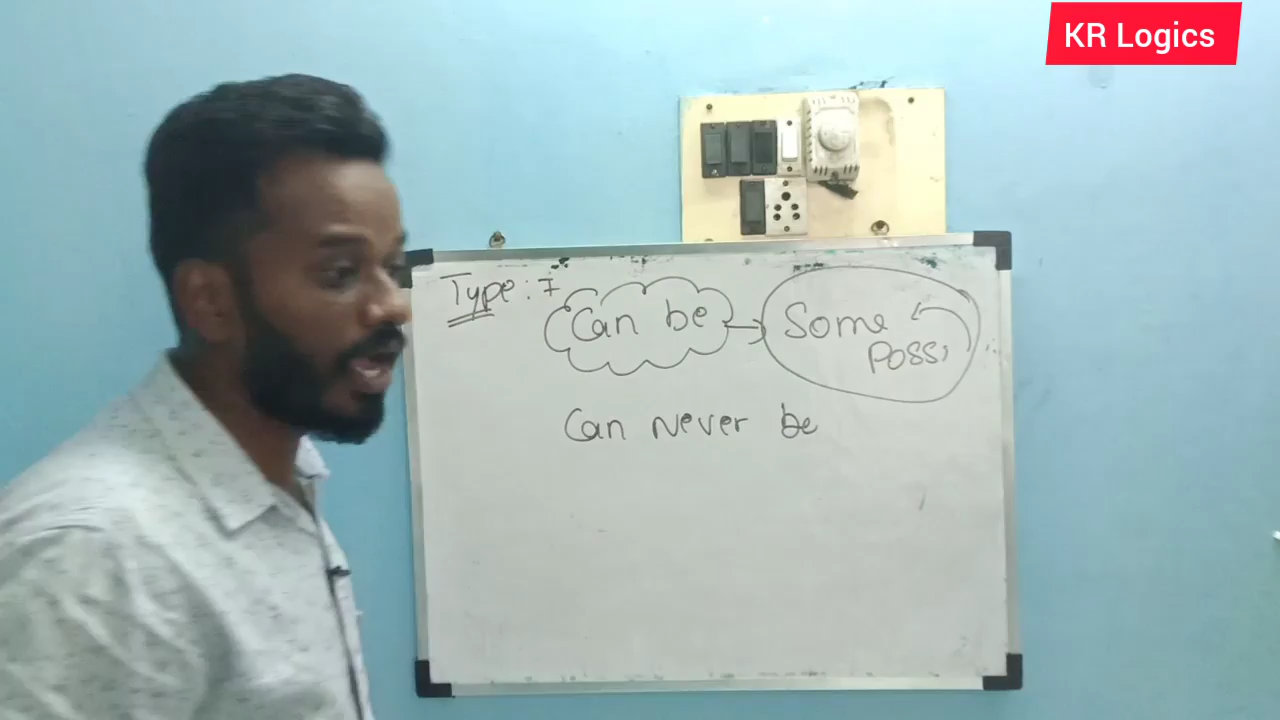 KR Logics
Type: 7
Can be → Some
Possi
Can Never be